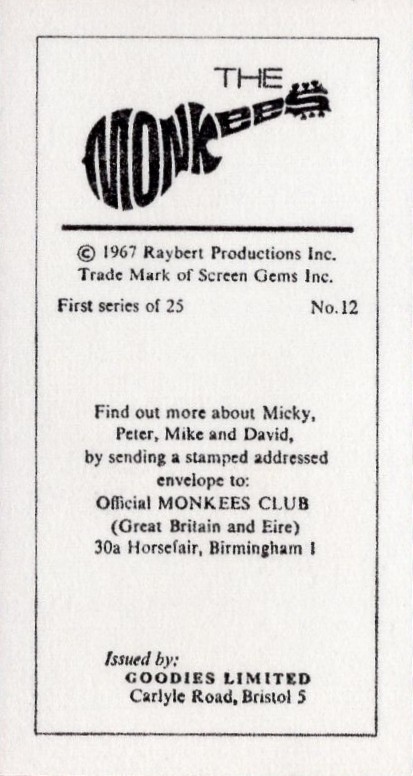 THE
MONKEES
© 1967 Raybert Productions Inc.
Trade Mark of Screen Gems Inc.
First series of 25 No.12
Find out more about Micky,
Peter, Mike and David,
by sending a stamped addressed
envelope to:
Official MONKEES CLUB
(Great Britain and Eire)
30a Horsefair, Birmingham 1
Issued by:
GOODIES LIMITED
Carlyle Road, Bristol 5